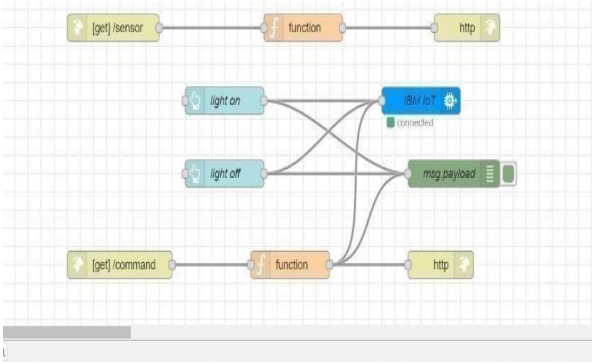 [get] /sensor function http
light on IBM IoT
connected
light off msg.payload
[get] /command function http